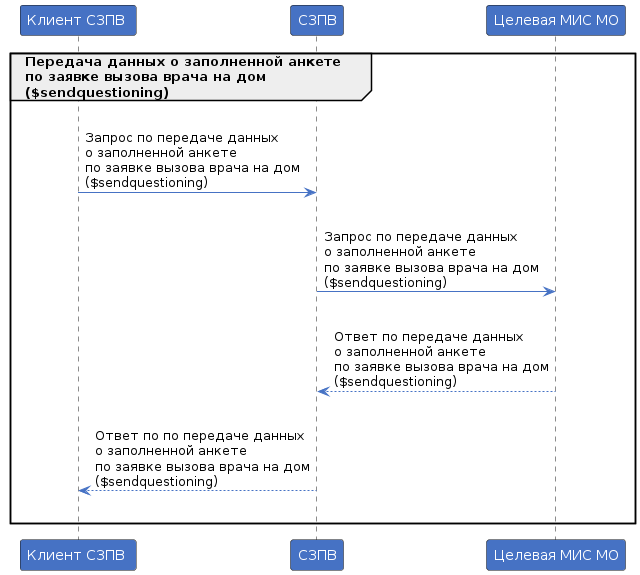 Клиент СЗПВ
СЗПВ
Целевая МИС МО
Передача данных о заполненной анкете
по заявке вызова врача на дом
($sendquestioning)
Запрос по передаче данных
о заполненной анкете
по заявке вызова врача на дом
($sendquestioning)
Запрос по передаче данных
о заполненной анкете
по заявке вызова врача на дом
($sendquestioning)
Ответ по передаче данных
о заполненной анкете
по заявке вызова врача на дом
($sendquestioning)
Ответ по по передаче данных
о заполненной анкете
по заявке вызова врача на дом
($sendquestioning)
Клиент СЗПВ
СЗПВ
Целевая МИС МО